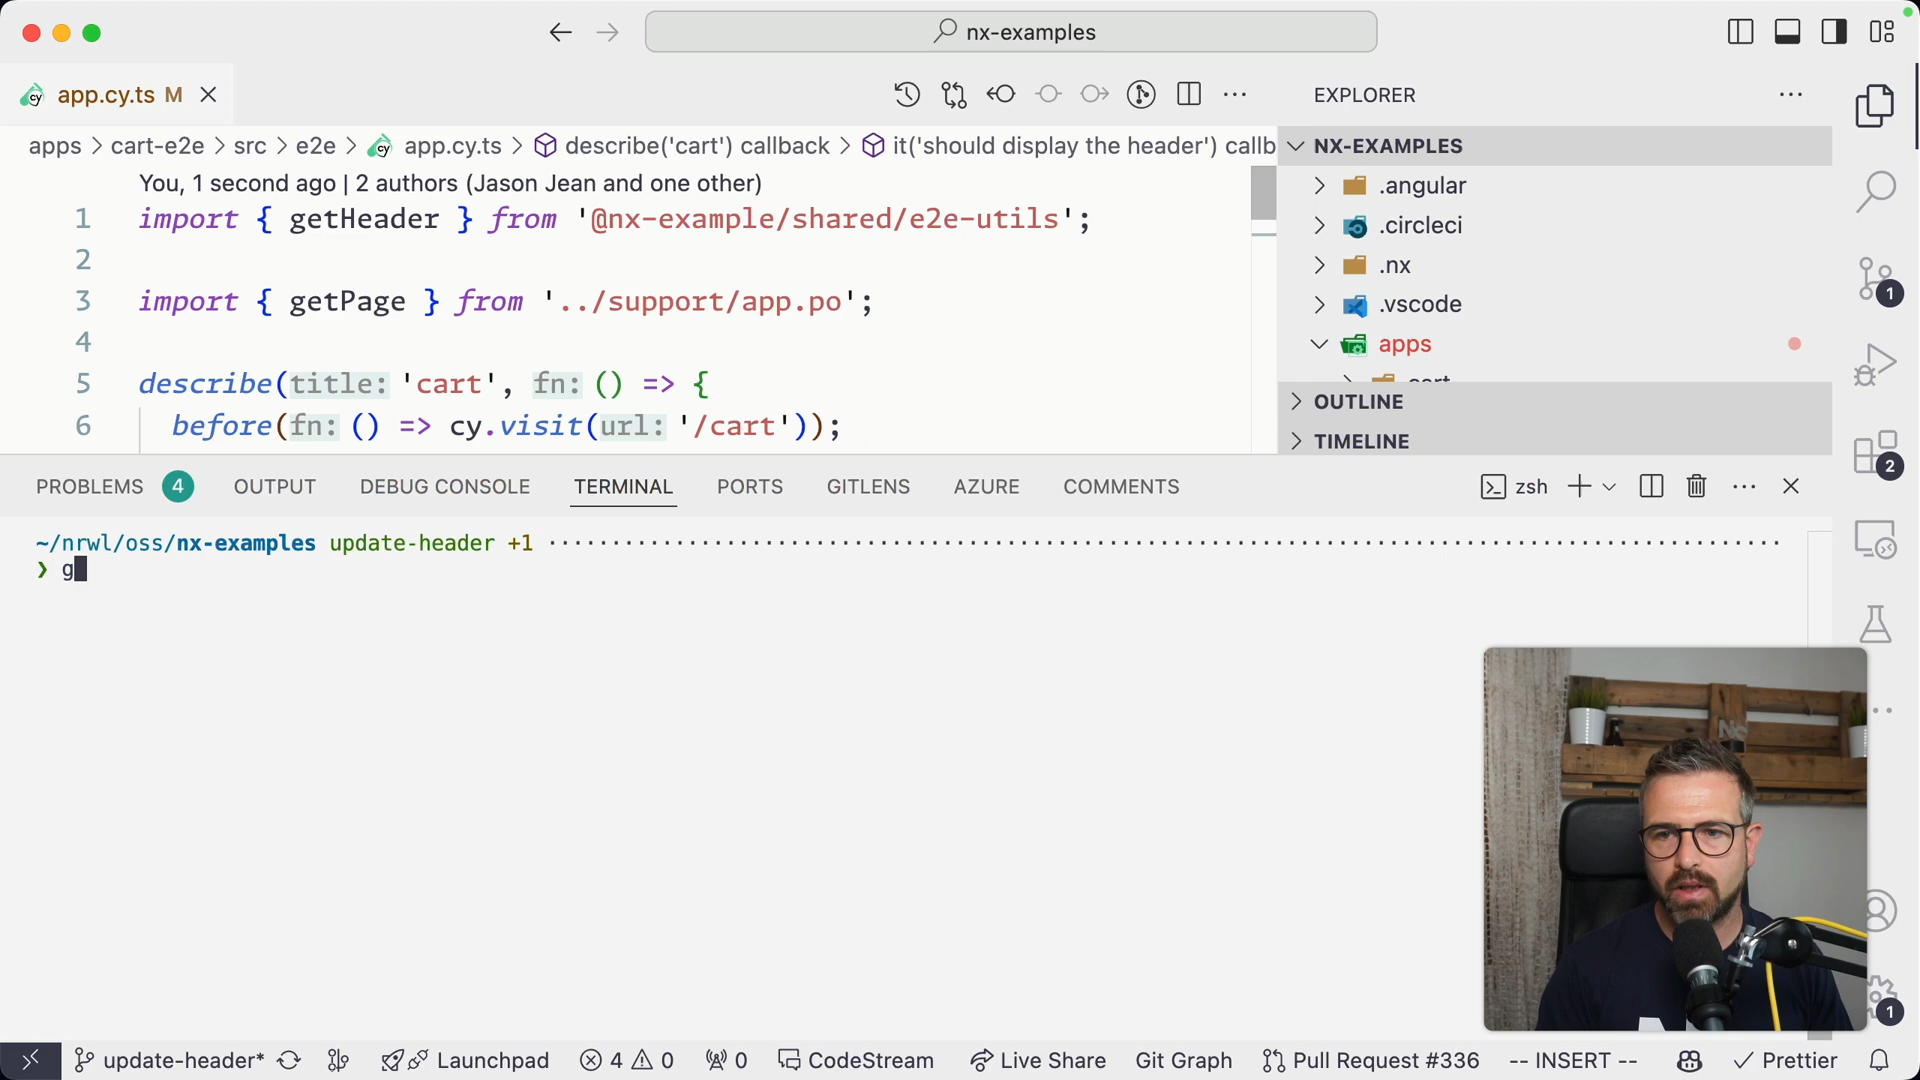 nx-examples
app.cy.ts M
EXPLORER
apps > cart-e2e > src > e2e > app.cy.ts > describe('cart') callback > it('should display the header') callb
NX-EXAMPLES
You, 1 second ago | 2 authors (Jason Jean and one other)
.angular
1 import { getHeader } from '@nx-example/shared/e2e-utils';
.circleci
2
.nx
3 import { getPage } from '../support/app.po';
.vscode
4
apps
5 describe(title: 'cart', fn: () => {
cart
OUTLINE
6 before(fn: () => cy.visit(url: '/cart'));
TIMELINE
1
2
PROBLEMS 4 OUTPUT DEBUG CONSOLE TERMINAL PORTS GITLENS AZURE COMMENTS zsh
~/nrwl/oss/nx-examples update-header +1
❯ g
1
update-header* Launchpad 4 0 0 CodeStream Live Share Git Graph Pull Request #336 -- INSERT -- Prettier